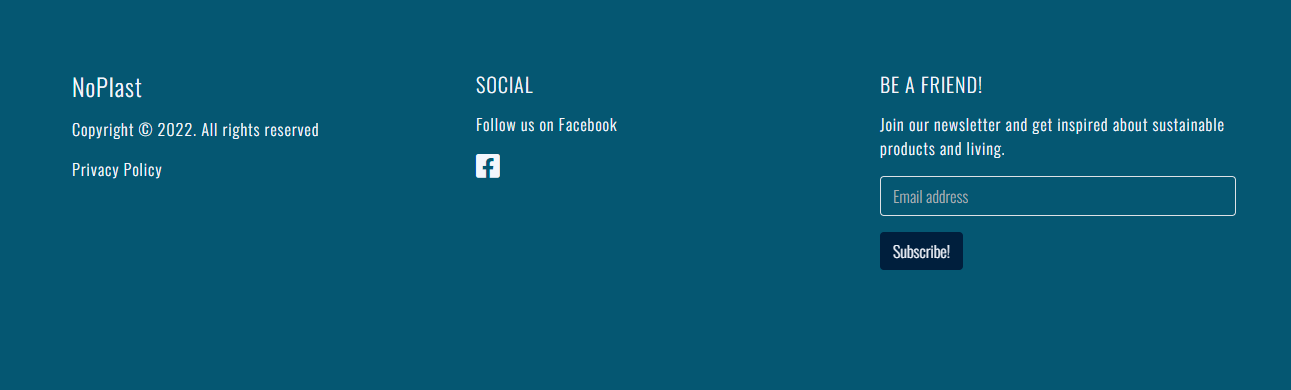 NoPlast
Copyright © 2022. All rights reserved
Privacy Policy
SOCIAL
Follow us on Facebook
BE A FRIEND!
Join our newsletter and get inspired about sustainable
products and living.
Email address
Subscribe!